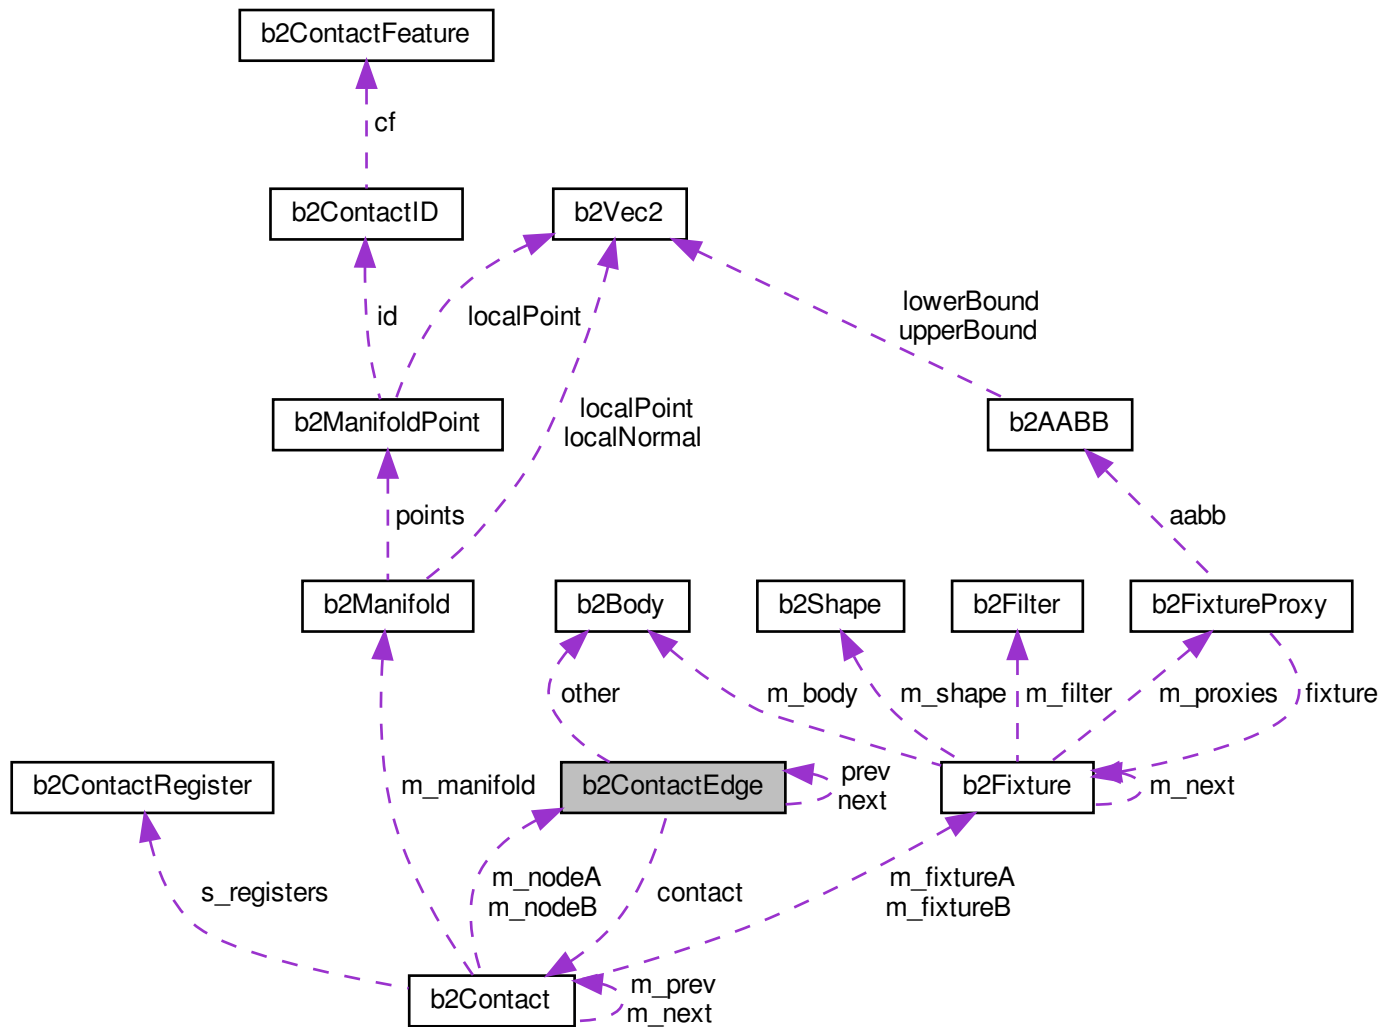 b2ContactFeature
cf
b2ContactID
b2Vec2
id
localPoint
lowerBound
upperBound
b2ManifoldPoint
localPoint
localNormal
b2AABB
points
aabb
b2Manifold
b2Body
b2Shape
b2Filter
b2FixtureProxy
other
m_body
m_shape
m_filter
m_proxies
fixture
b2ContactRegister
m_manifold
b2ContactEdge
prev
next
b2Fixture
m_next
s_registers
m_nodeA
m_nodeB
contact
m_fixtureA
m_fixtureB
b2Contact
m_prev
m_next